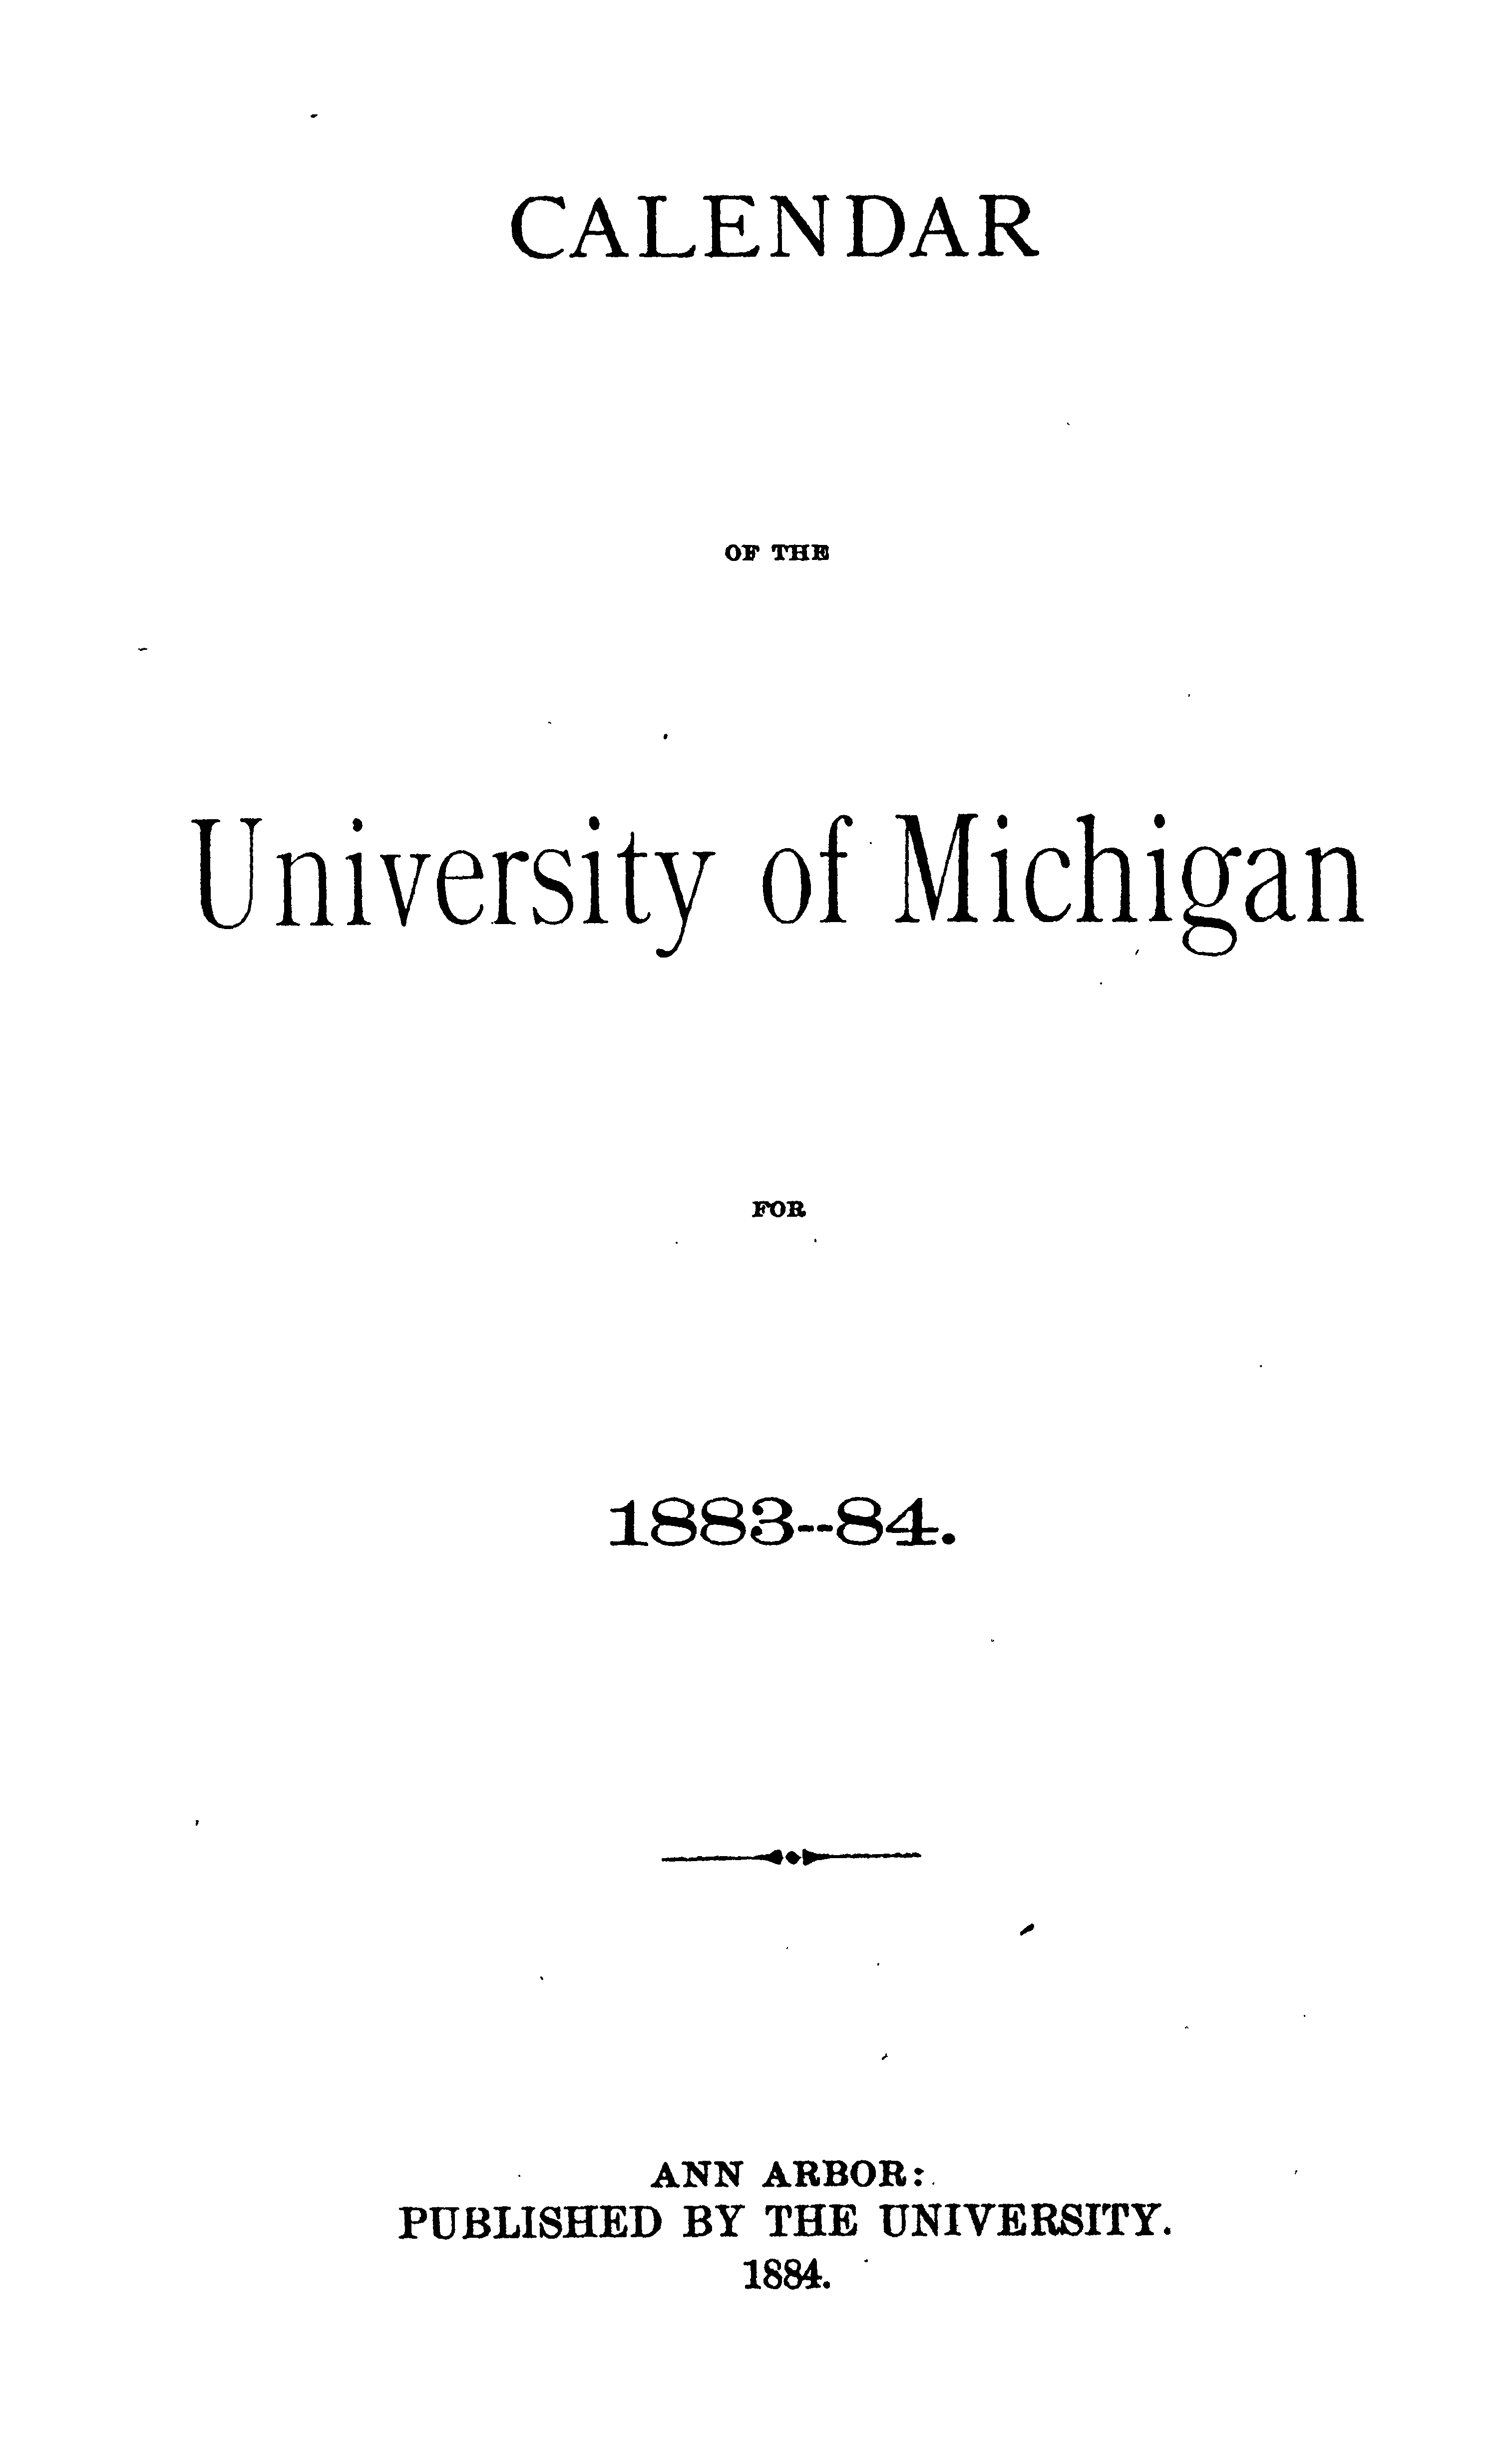 CALENDAR
OF THE
University of Michigan
FOR
1883--84.
ANN ARBOR:
PUBLISHED BY THE UNIVERSITY.
1884.